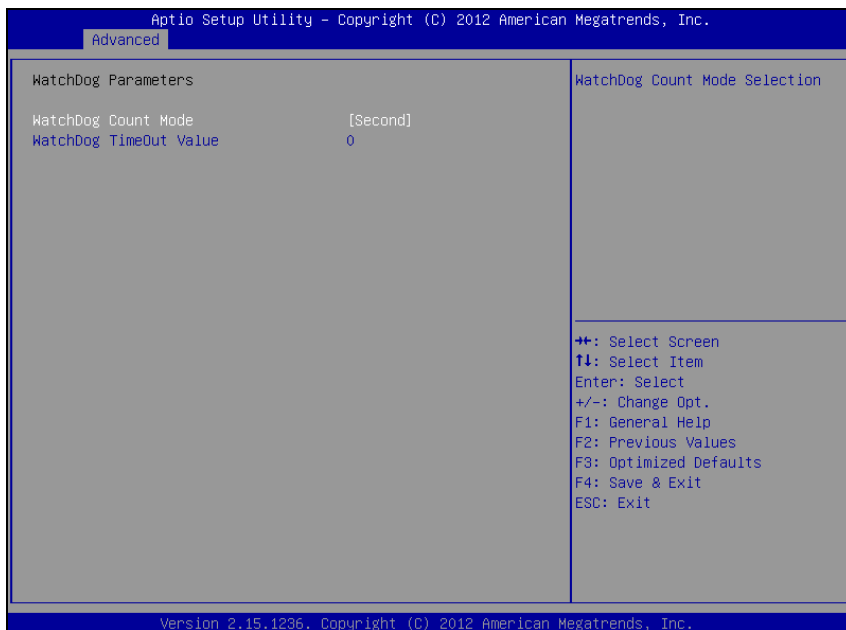 Aptio Setup Utility – Copyright (C) 2012 American Megatrends, Inc.
Advanced
WatchDog Parameters
WatchDog Count Mode [Second]
WatchDog TimeOut Value 0
WatchDog Count Mode Selection
→←: Select Screen
↑↓: Select Item
Enter: Select
+/-: Change Opt.
F1: General Help
F2: Previous Values
F3: Optimized Defaults
F4: Save & Exit
ESC: Exit
Version 2.15.1236. Copyright (C) 2012 American Megatrends, Inc.